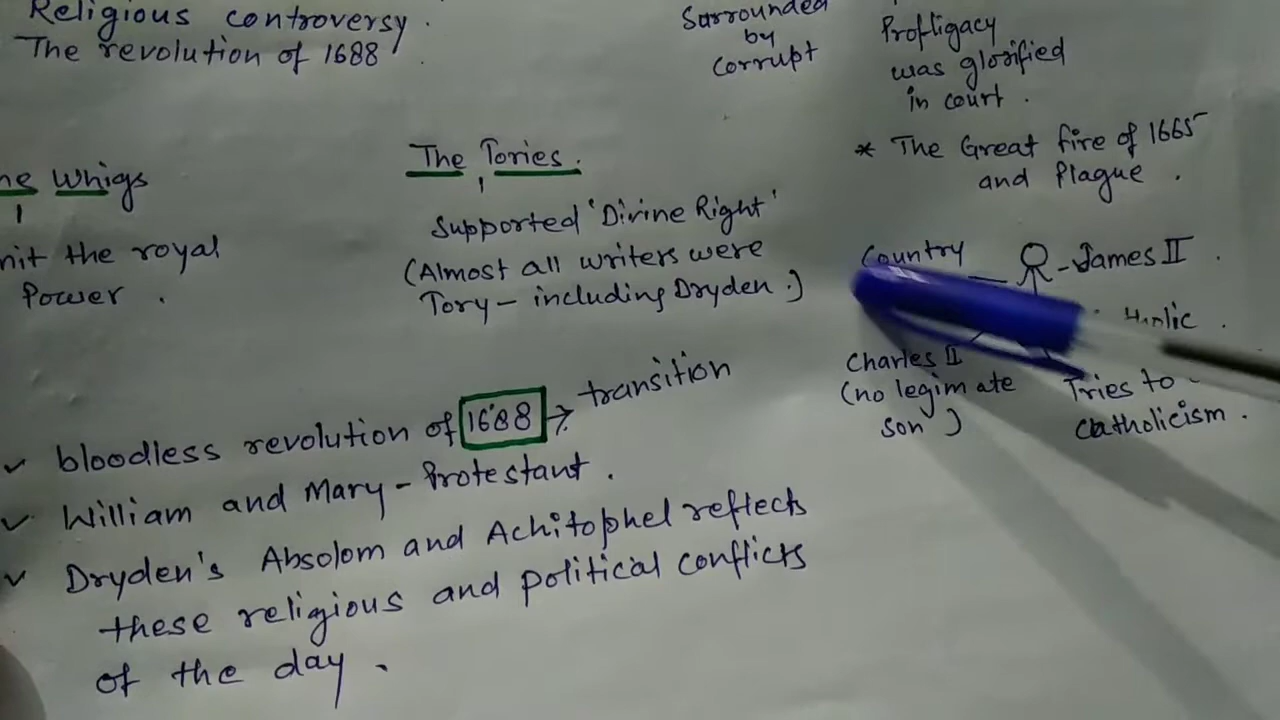 Religious controversy.
The revolution of 1688
Surrounded
by
corrupt
Profligacy
was glorified
in court.
* The Great fire of 1665
and Plague.
Whigs
the royal
Power.
The Tories.
Supported 'Divine Right'
(Almost all writers were
Tory - including Dryden.)
Country
James II.
Charles II
(no legimate
son)
Tries to
Catholicism.
✓ bloodless revolution of 1688 → transition
✓ William and Mary - Protestant.
✓ Dryden's Absolom and Achitophel reflects
these religious and political conflicts
of the day.